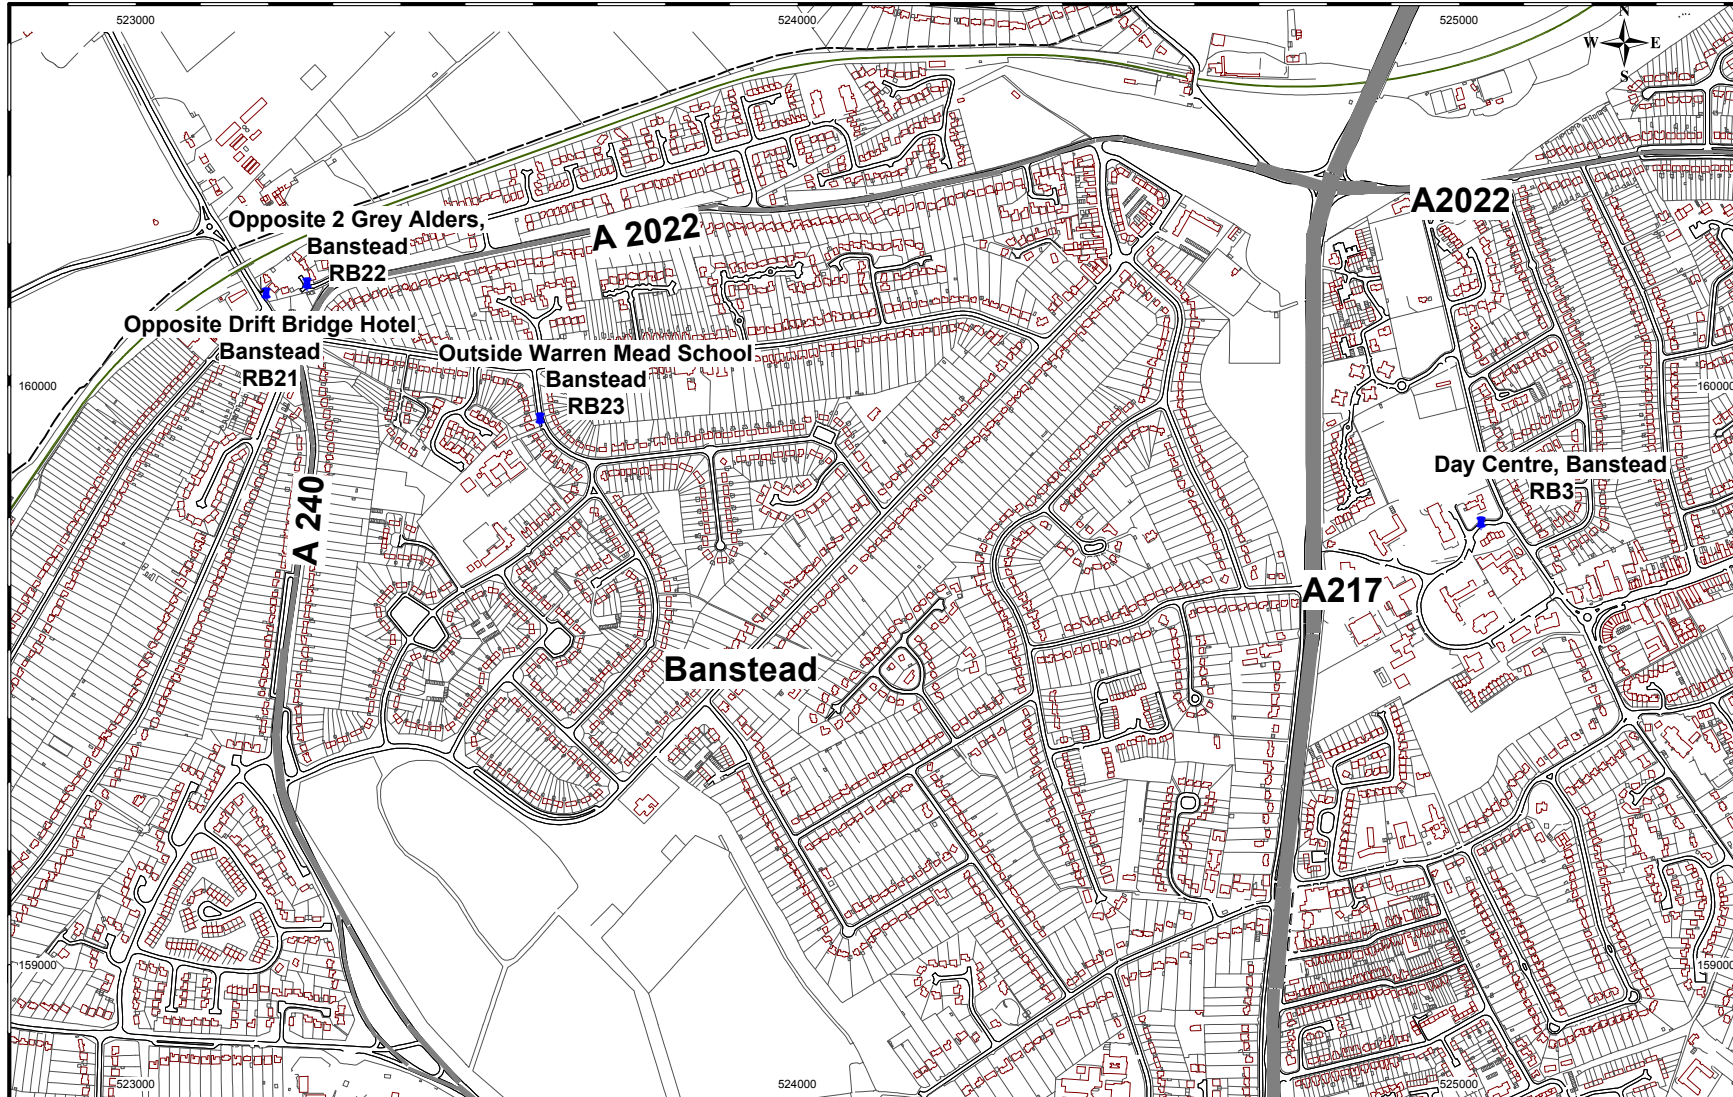 523000
524000
525000
N
W E
S
A2022
Opposite 2 Grey Alders,
Banstead
RB22
A 2022
Opposite Drift Bridge Hotel
Banstead
RB21
Outside Warren Mead School
Banstead
RB23
160000
160000
Day Centre, Banstead
RB3
A 240
A217
Banstead
159000
159000
523000
524000
525000